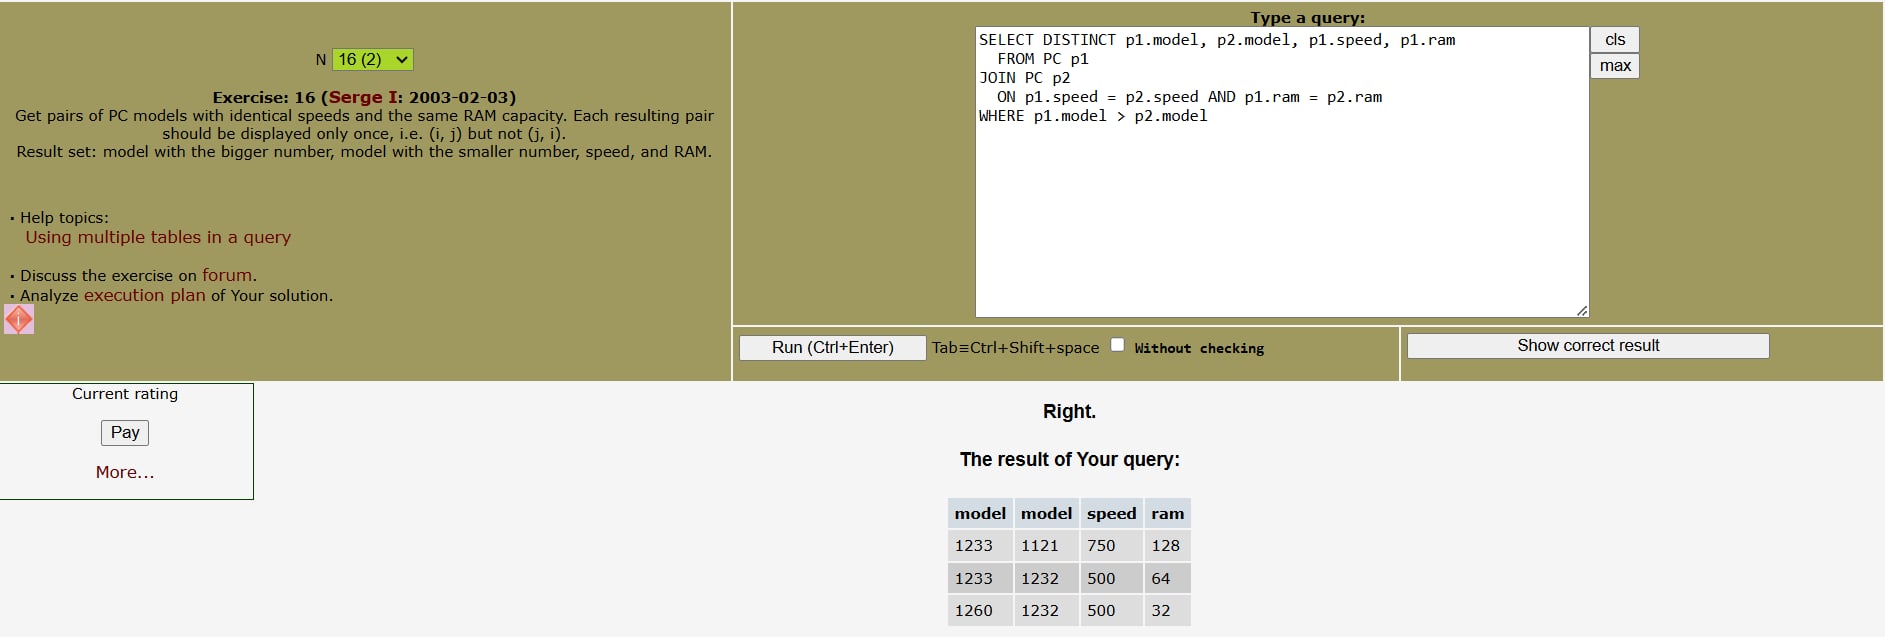 N 16 (2)
Exercise: 16 (Serge I: 2003-02-03)
Get pairs of PC models with identical speeds and the same RAM capacity. Each resulting pair
should be displayed only once, i.e. (i, j) but not (j, i).
Result set: model with the bigger number, model with the smaller number, speed, and RAM.
▪ Help topics:
Using multiple tables in a query
▪ Discuss the exercise on forum.
▪ Analyze execution plan of Your solution.
i
Type a query:
SELECT DISTINCT p1.model, p2.model, p1.speed, p1.ram
  FROM PC p1
JOIN PC p2
  ON p1.speed = p2.speed AND p1.ram = p2.ram
WHERE p1.model > p2.model
cls
max
Run (Ctrl+Enter) Tab≡Ctrl+Shift+space Without checking
Show correct result
Current rating
Pay
More...
Right.
The result of Your query:
model model speed ram
1233 1121 750 128
1233 1232 500 64
1260 1232 500 32